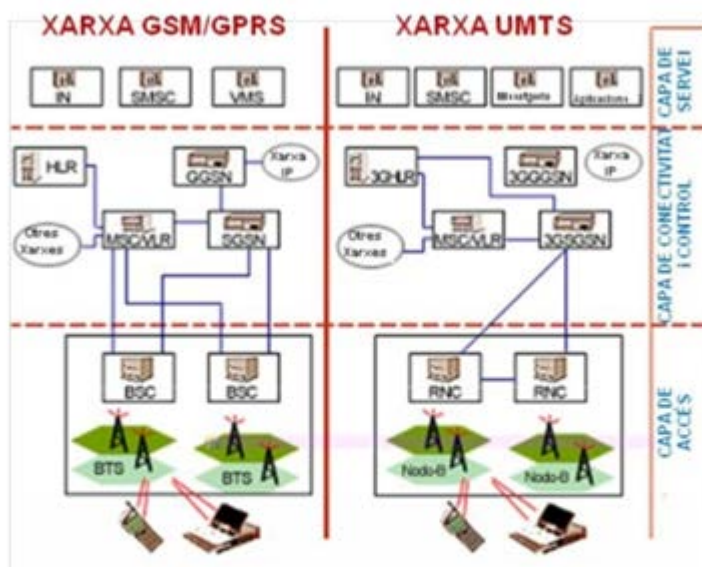 XARXA GSM/GPRS
XARXA UMTS
IN
SMSC
VMS
IN
SMSC
CAPA DE
SERVEI
HLR
GGSN
Xarxa
IP
Otres
Xarxes
MSC/VLR
SGSN
3GHLR
3GGGSN
Xarxa
IP
Otres
Xarxes
MSC/VLR
3GSGSN
CAPA DE CONECTIVITAT
i CONTROL
BSC
BSC
BTS
BTS
RNC
RNC
Nodo-B
Nodo-B
CAPA DE
ACCÉS